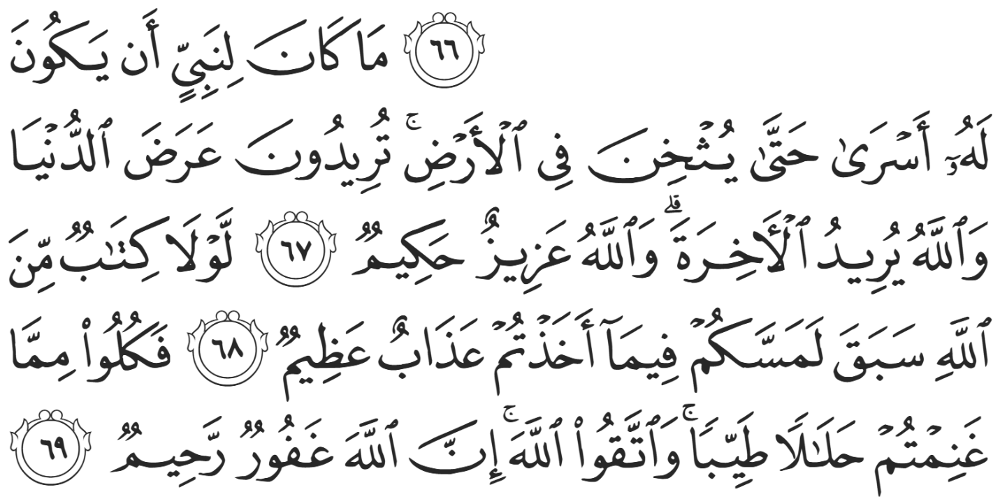 ٦٦ مَا كَانَ لِنَبِيٍّ أَن يَكُونَ
لَهُۥٓ أَسۡرَىٰ حَتَّىٰ يُثۡخِنَ فِي ٱلۡأَرۡضِۚ تُرِيدُونَ عَرَضَ ٱلدُّنۡيَا
وَٱللَّهُ يُرِيدُ ٱلۡأٓخِرَةَۗ وَٱللَّهُ عَزِيزٌ حَكِيمٞ ٦٧ لَّوۡلَا كِتَٰبٞ مِّنَ
ٱللَّهِ سَبَقَ لَمَسَّكُمۡ فِيمَآ أَخَذۡتُمۡ عَذَابٌ عَظِيمٞ ٦٨ فَكُلُواْ مِمَّا
غَنِمۡتُمۡ حَلَٰلٗا طَيِّبٗاۚ وَٱتَّقُواْ ٱللَّهَۚ إِنَّ ٱللَّهَ غَفُورٞ رَّحِيمٞ ٦٩